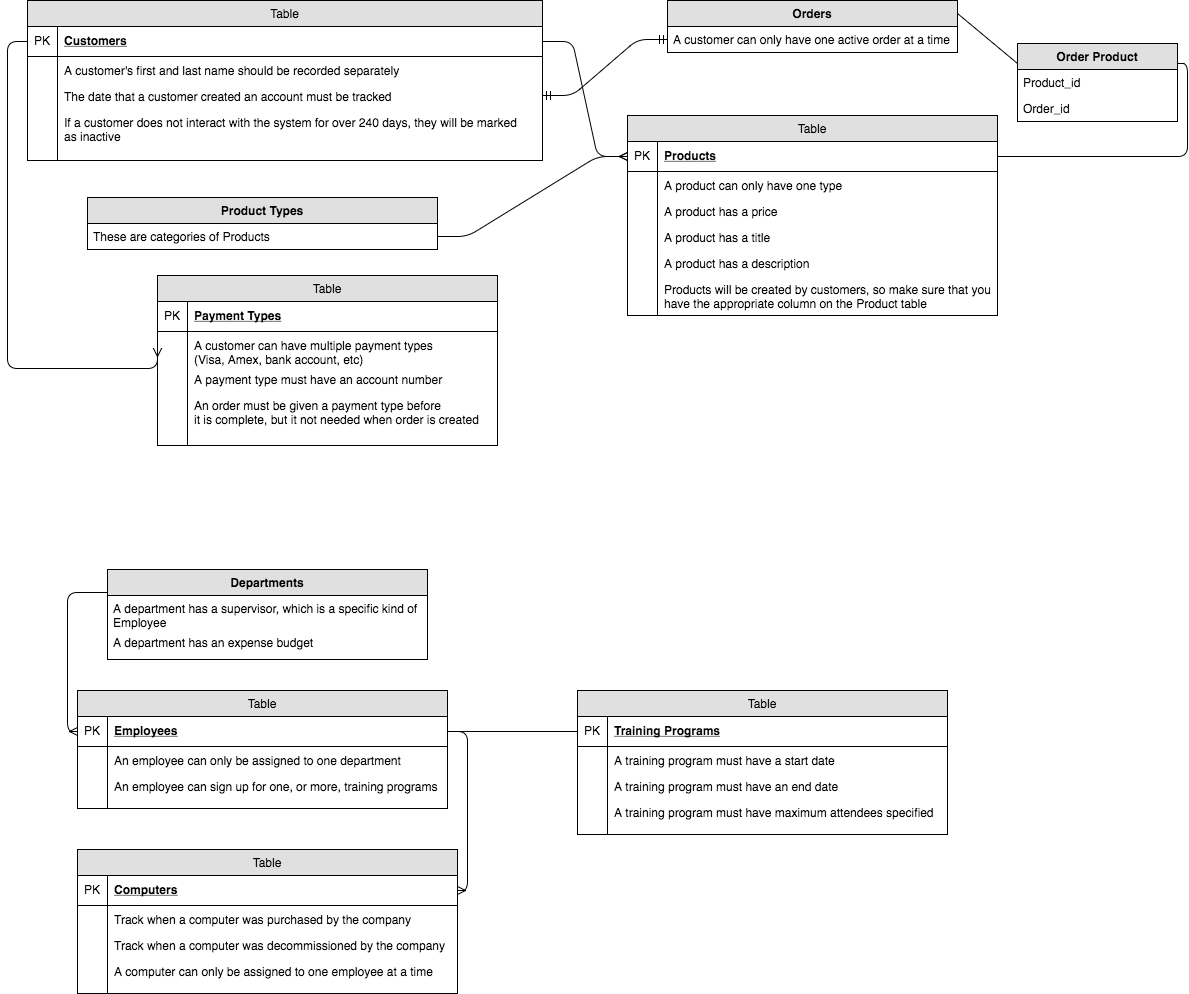 Table
PK Customers
A customer's first and last name should be recorded separately
The date that a customer created an account must be tracked
If a customer does not interact with the system for over 240 days, they will be marked
as inactive
Orders
A customer can only have one active order at a time
Order Product
Product_id
Order_id
Table
PK Products
A product can only have one type
A product has a price
A product has a title
A product has a description
Products will be created by customers, so make sure that you
have the appropriate column on the Product table
Product Types
These are categories of Products
Table
PK Payment Types
A customer can have multiple payment types
(Visa, Amex, bank account, etc)
A payment type must have an account number
An order must be given a payment type before
it is complete, but it not needed when order is created
Departments
A department has a supervisor, which is a specific kind of
Employee
A department has an expense budget
Table
PK Employees
An employee can only be assigned to one department
An employee can sign up for one, or more, training programs
Table
PK Training Programs
A training program must have a start date
A training program must have an end date
A training program must have maximum attendees specified
Table
PK Computers
Track when a computer was purchased by the company
Track when a computer was decommissioned by the company
A computer can only be assigned to one employee at a time